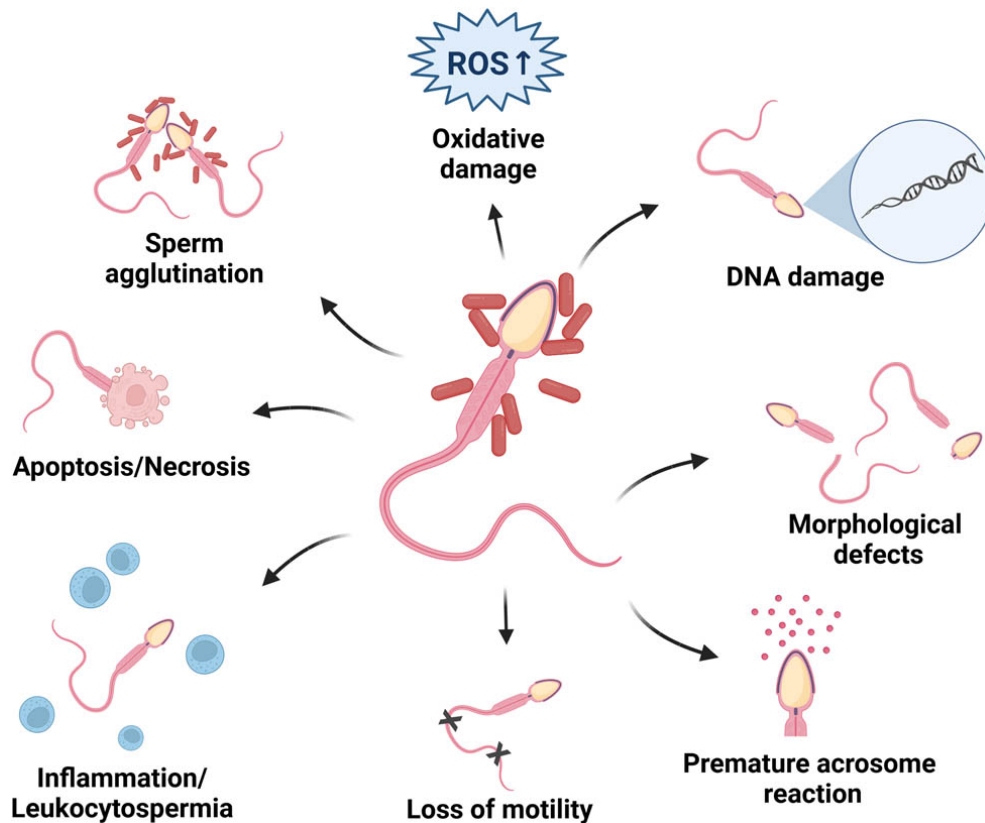 ROS ↑
Oxidative
damage
Sperm
agglutination
DNA damage
Apoptosis/Necrosis
Morphological
defects
Inflammation/
Leukocytospermia
Loss of motility
Premature acrosome
reaction